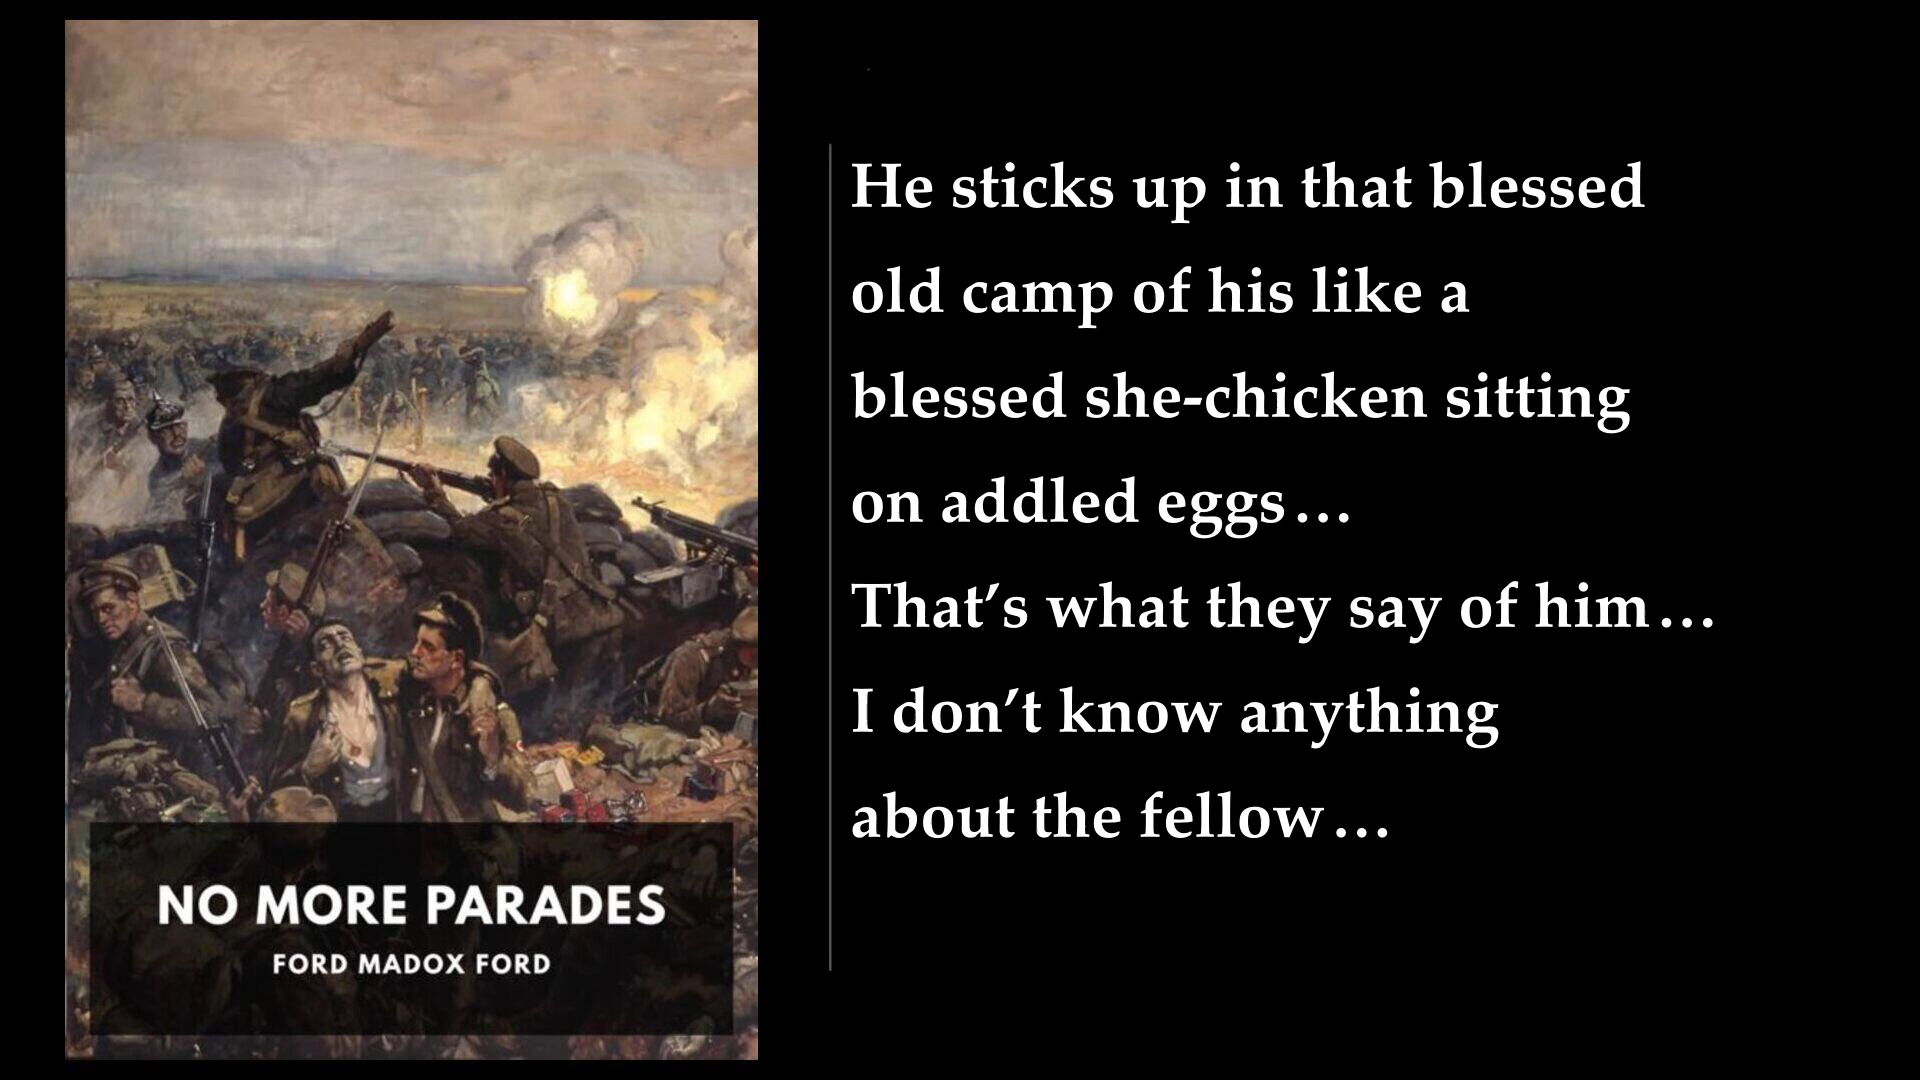 He sticks up in that blessed
old camp of his like a
blessed she-chicken sitting
on addled eggs…
That’s what they say of him…
I don’t know anything
about the fellow…
NO MORE PARADES
FORD MADOX FORD